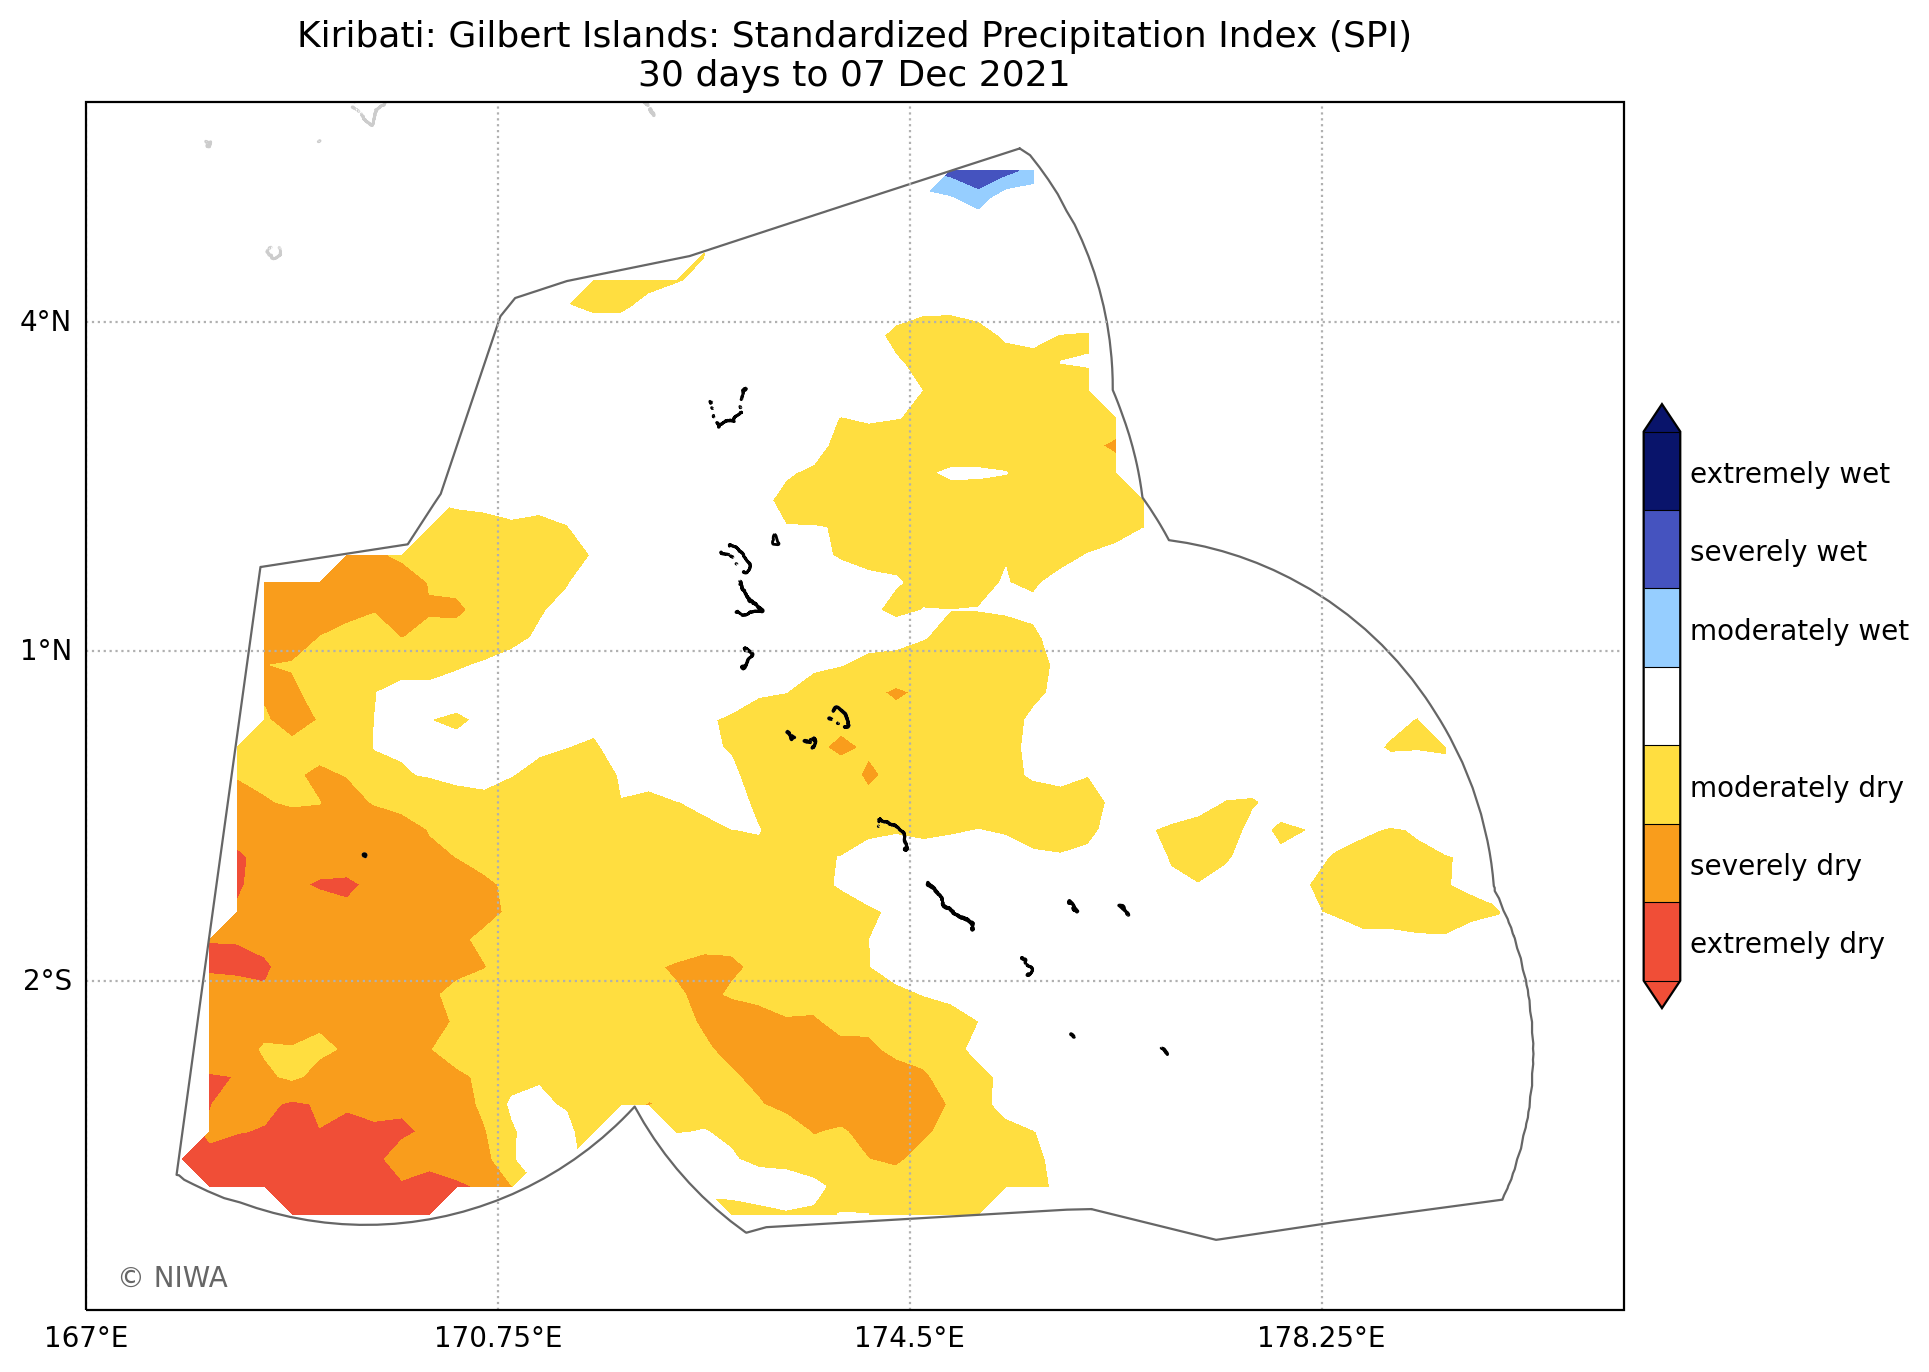 Kiribati: Gilbert Islands: Standardized Precipitation Index (SPI)
30 days to 07 Dec 2021
4°N
1°N
2°S
167°E
170.75°E
174.5°E
178.25°E
extremely wet
severely wet
moderately wet
moderately dry
severely dry
extremely dry
© NIWA